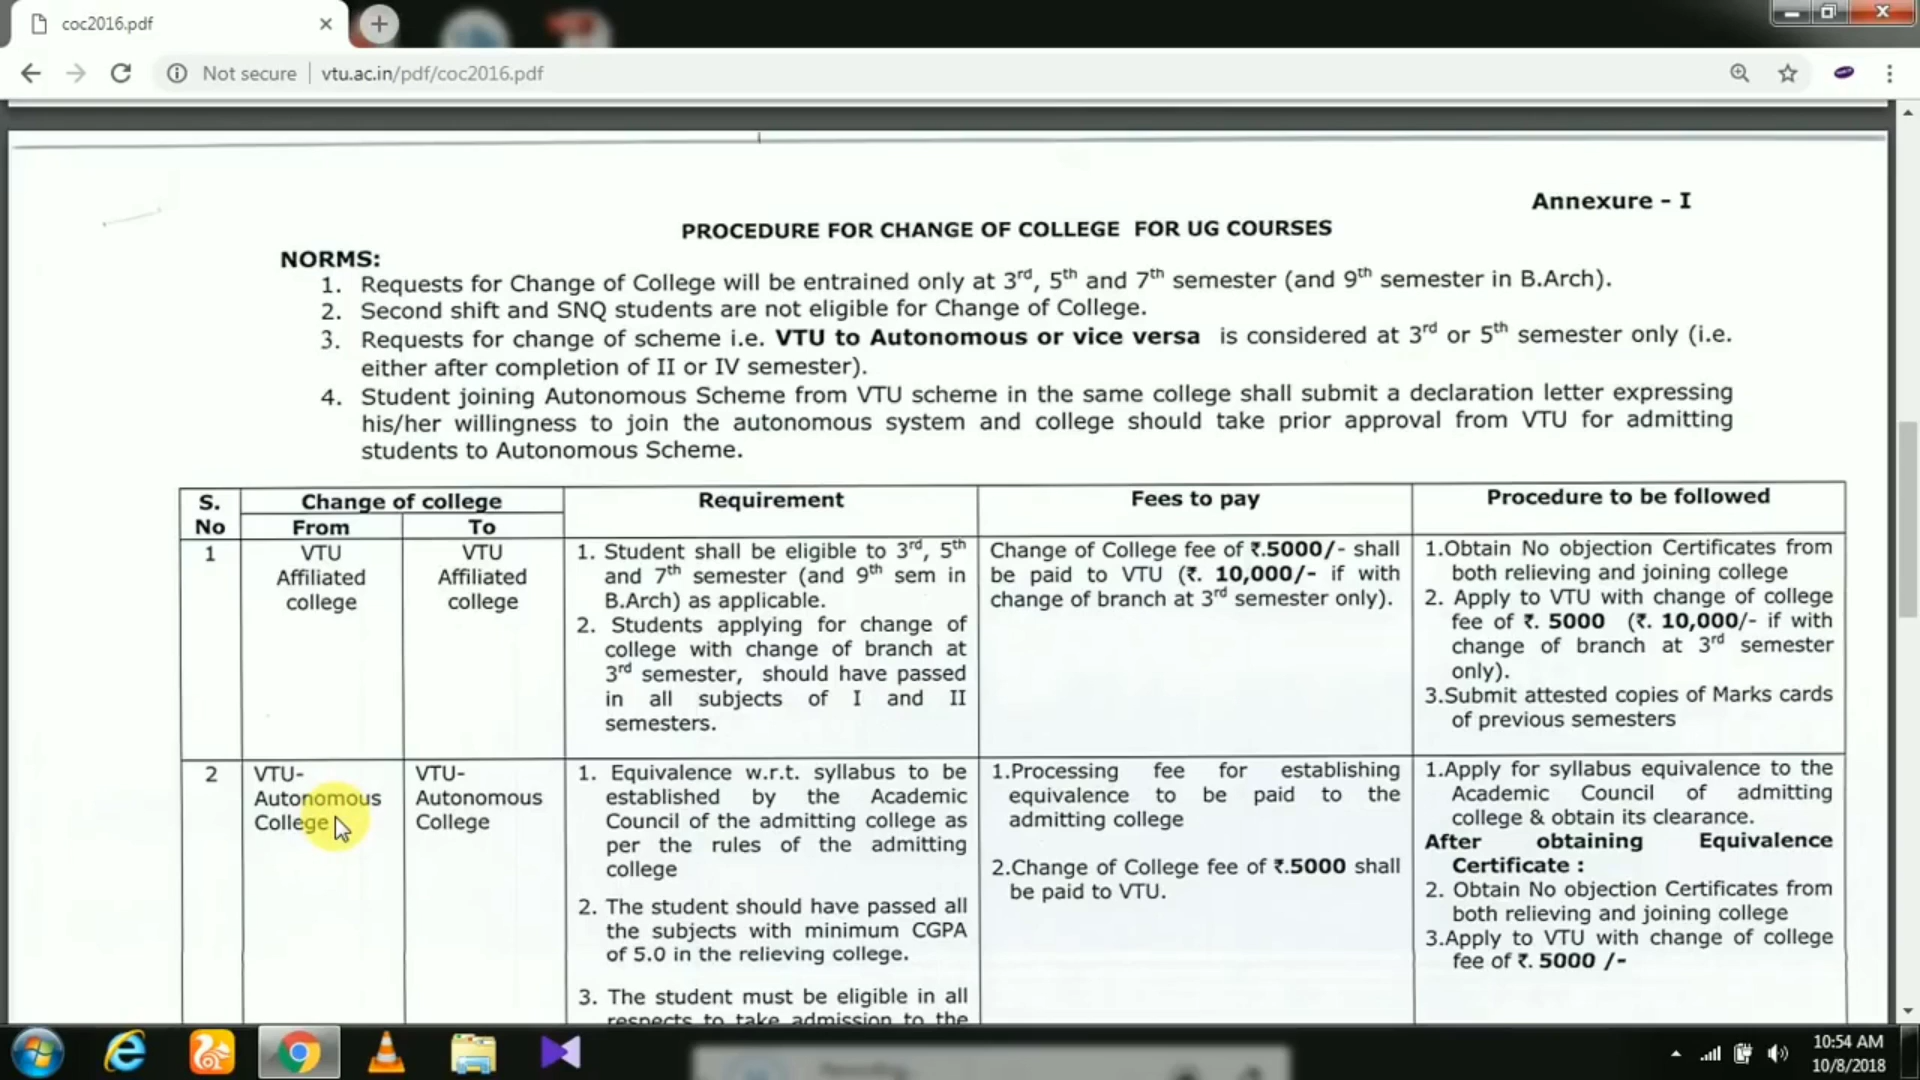 coc2016.pdf
Not secure
vtu.ac.in/pdf/coc2016.pdf
Annexure - I
PROCEDURE FOR CHANGE OF COLLEGE FOR UG COURSES
NORMS:
1. Requests for Change of College will be entrained only at 3rd, 5th and 7th semester (and 9th semester in B.Arch).
2. Second shift and SNQ students are not eligible for Change of College.
3. Requests for change of scheme i.e. VTU to Autonomous or vice versa is considered at 3rd or 5th semester only (i.e.
either after completion of II or IV semester).
4. Student joining Autonomous Scheme from VTU scheme in the same college shall submit a declaration letter expressing
his/her willingness to join the autonomous system and college should take prior approval from VTU for admitting
students to Autonomous Scheme.
S.
No
Change of college
From
To
Requirement
Fees to pay
Procedure to be followed
1
VTU
Affiliated
college
VTU
Affiliated
college
1. Student shall be eligible to 3rd, 5th
and 7th semester (and 9th sem in
B.Arch) as applicable.
2. Students applying for change of
college with change of branch at
3rd semester, should have passed
in all subjects of I and II
semesters.
Change of College fee of ₹.5000/- shall
be paid to VTU (₹. 10,000/- if with
change of branch at 3rd semester only).
1.Obtain No objection Certificates from
both relieving and joining college
2. Apply to VTU with change of college
fee of ₹. 5000 (₹. 10,000/- if with
change of branch at 3rd semester
only).
3.Submit attested copies of Marks cards
of previous semesters
2
VTU-
Autonomous
College
VTU-
Autonomous
College
1. Equivalence w.r.t. syllabus to be
established by the Academic
Council of the admitting college as
per the rules of the admitting
college
2. The student should have passed all
the subjects with minimum CGPA
of 5.0 in the relieving college.
3. The student must be eligible in all
respects to take admission to the
1.Processing fee for establishing
equivalence to be paid to the
admitting college
2.Change of College fee of ₹.5000 shall
be paid to VTU.
1.Apply for syllabus equivalence to the
Academic Council of admitting
college & obtain its clearance.
After obtaining Equivalence
Certificate :
2. Obtain No objection Certificates from
both relieving and joining college
3.Apply to VTU with change of college
fee of ₹. 5000 /-
10:54 AM
10/8/2018